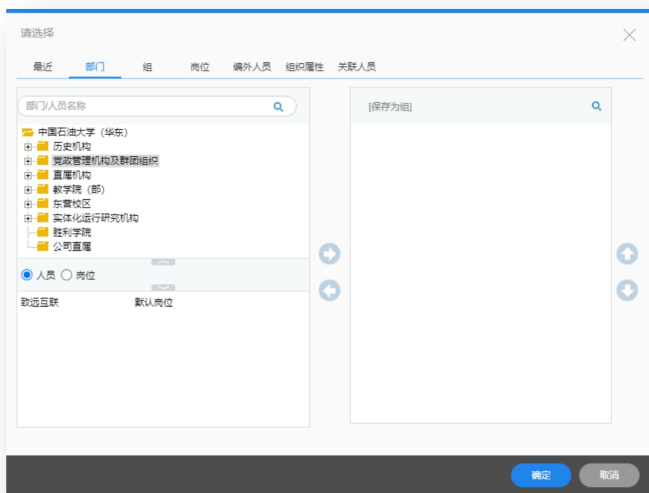 请选择
最近 部门 组 岗位 编外人员 组织属性 关联人员
部门/人员名称
[保存为组]
中国石油大学（华东）
历史机构
党政管理机构及群团组织
直属机构
教学院（部）
东营校区
实体化运行研究机构
胜利学院
公司直属
人员 岗位
致远互联 默认岗位
确定 取消